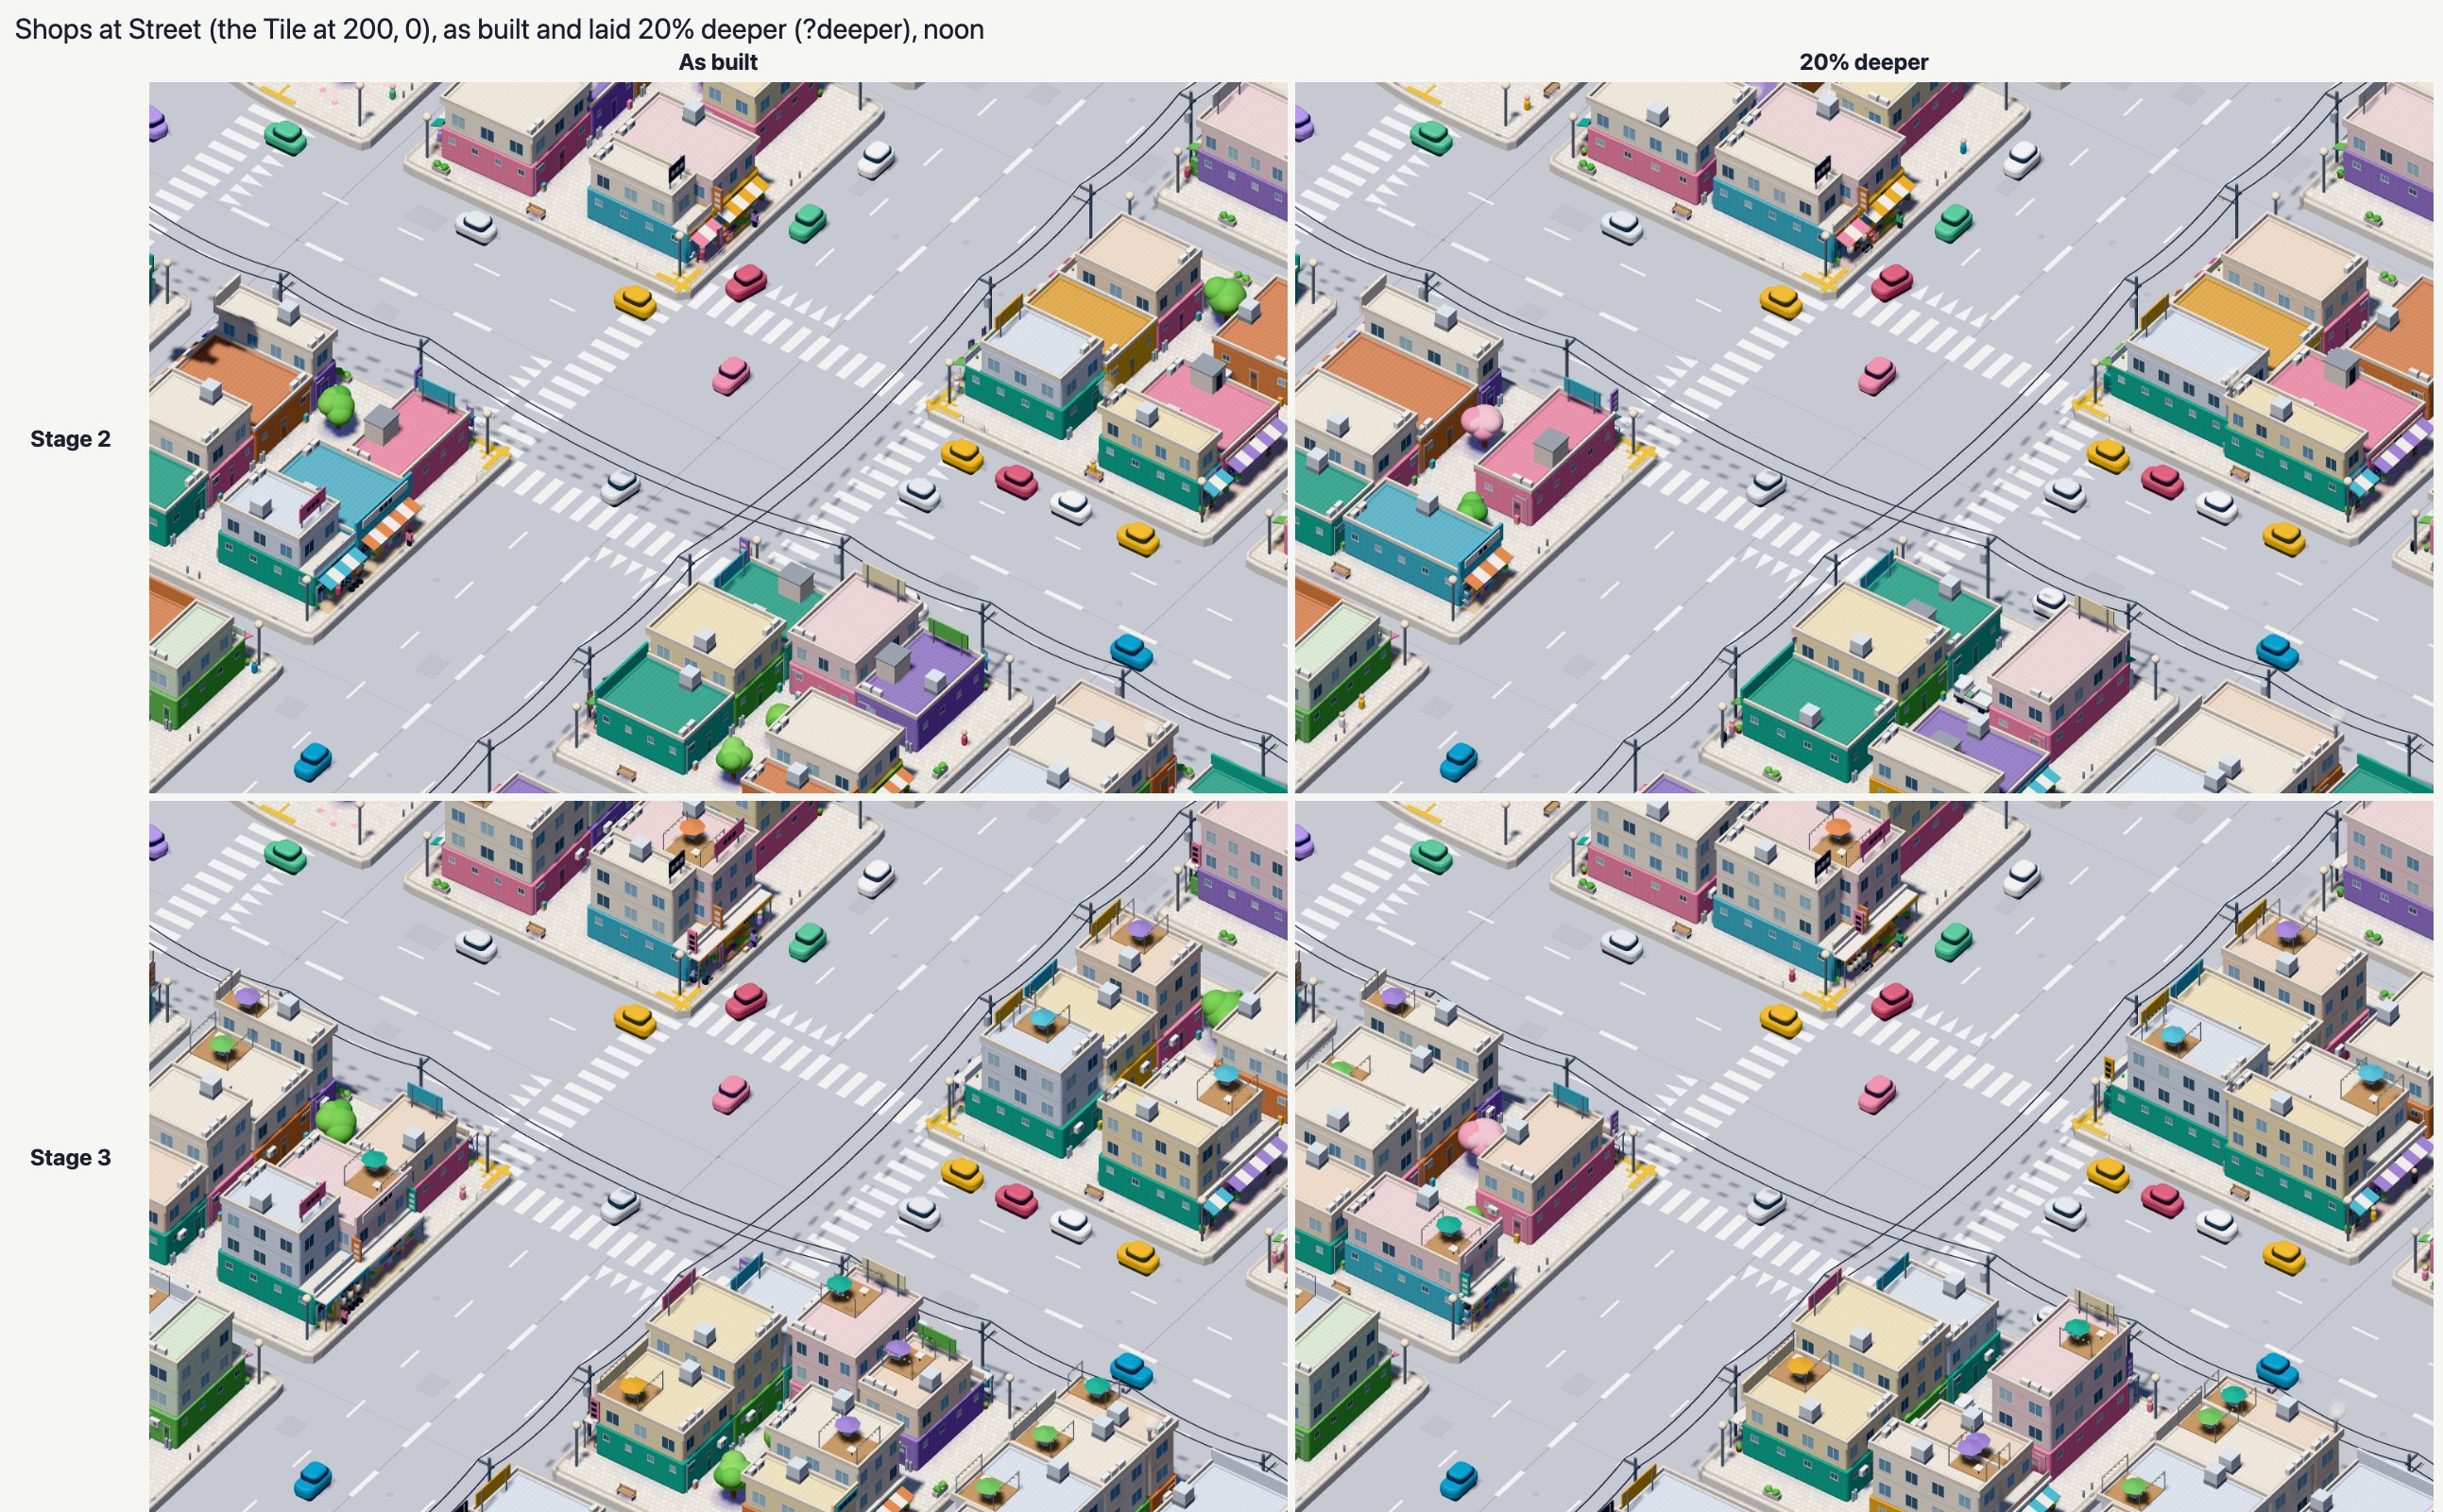 Shops at Street (the Tile at 200, 0), as built and laid 20% deeper (?deeper), noon
As built
20% deeper
Stage 2
Stage 3